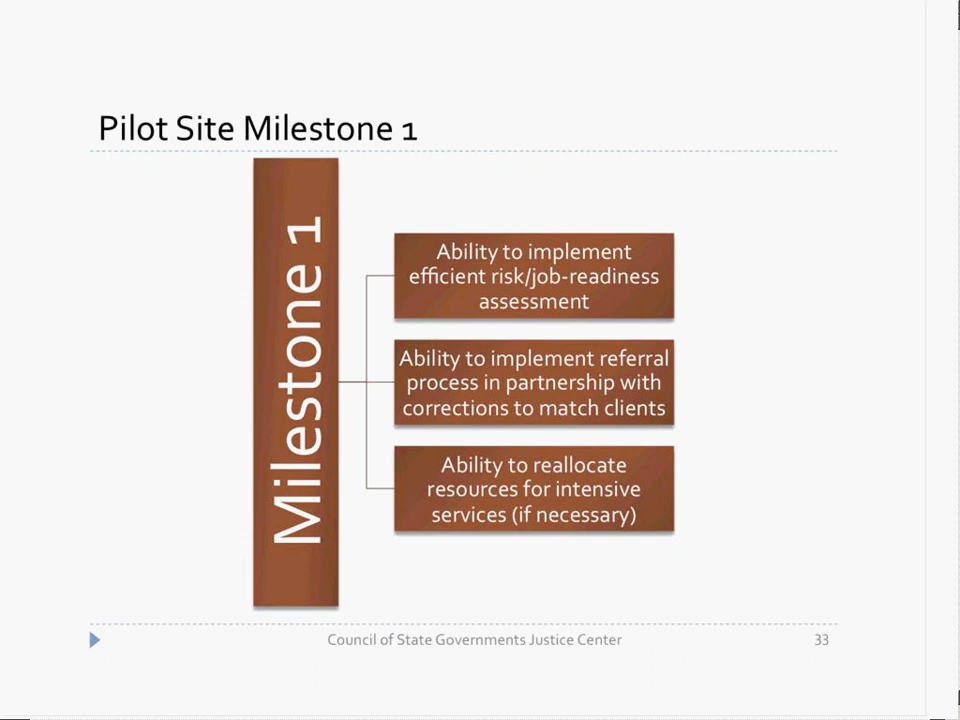 Pilot Site Milestone 1
Milestone 1
Ability to implement
efficient risk/job-readiness
assessment
Ability to implement referral
process in partnership with
corrections to match clients
Ability to reallocate
resources for intensive
services (if necessary)
Council of State Governments Justice Center
33